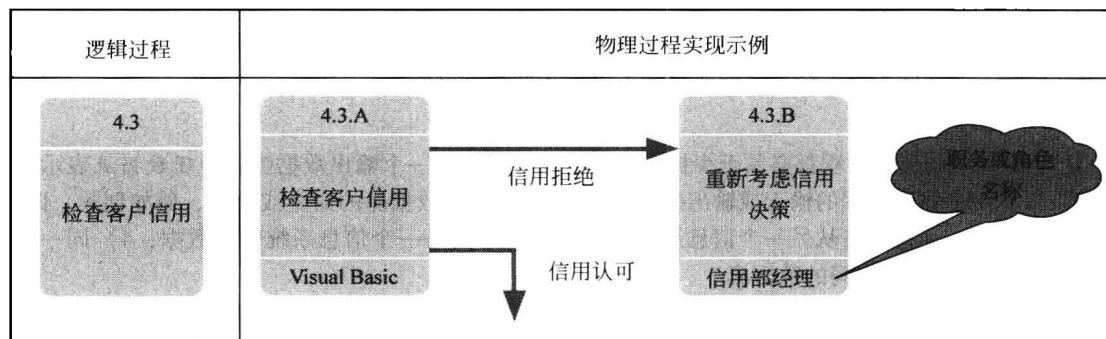 逻辑过程
物理过程实现示例
4.3
检查客户信用
4.3.A
检查客户信用
Visual Basic
信用拒绝
信用认可
4.3.B
重新考虑信用
决策
信用部经理
职务或角色
名称